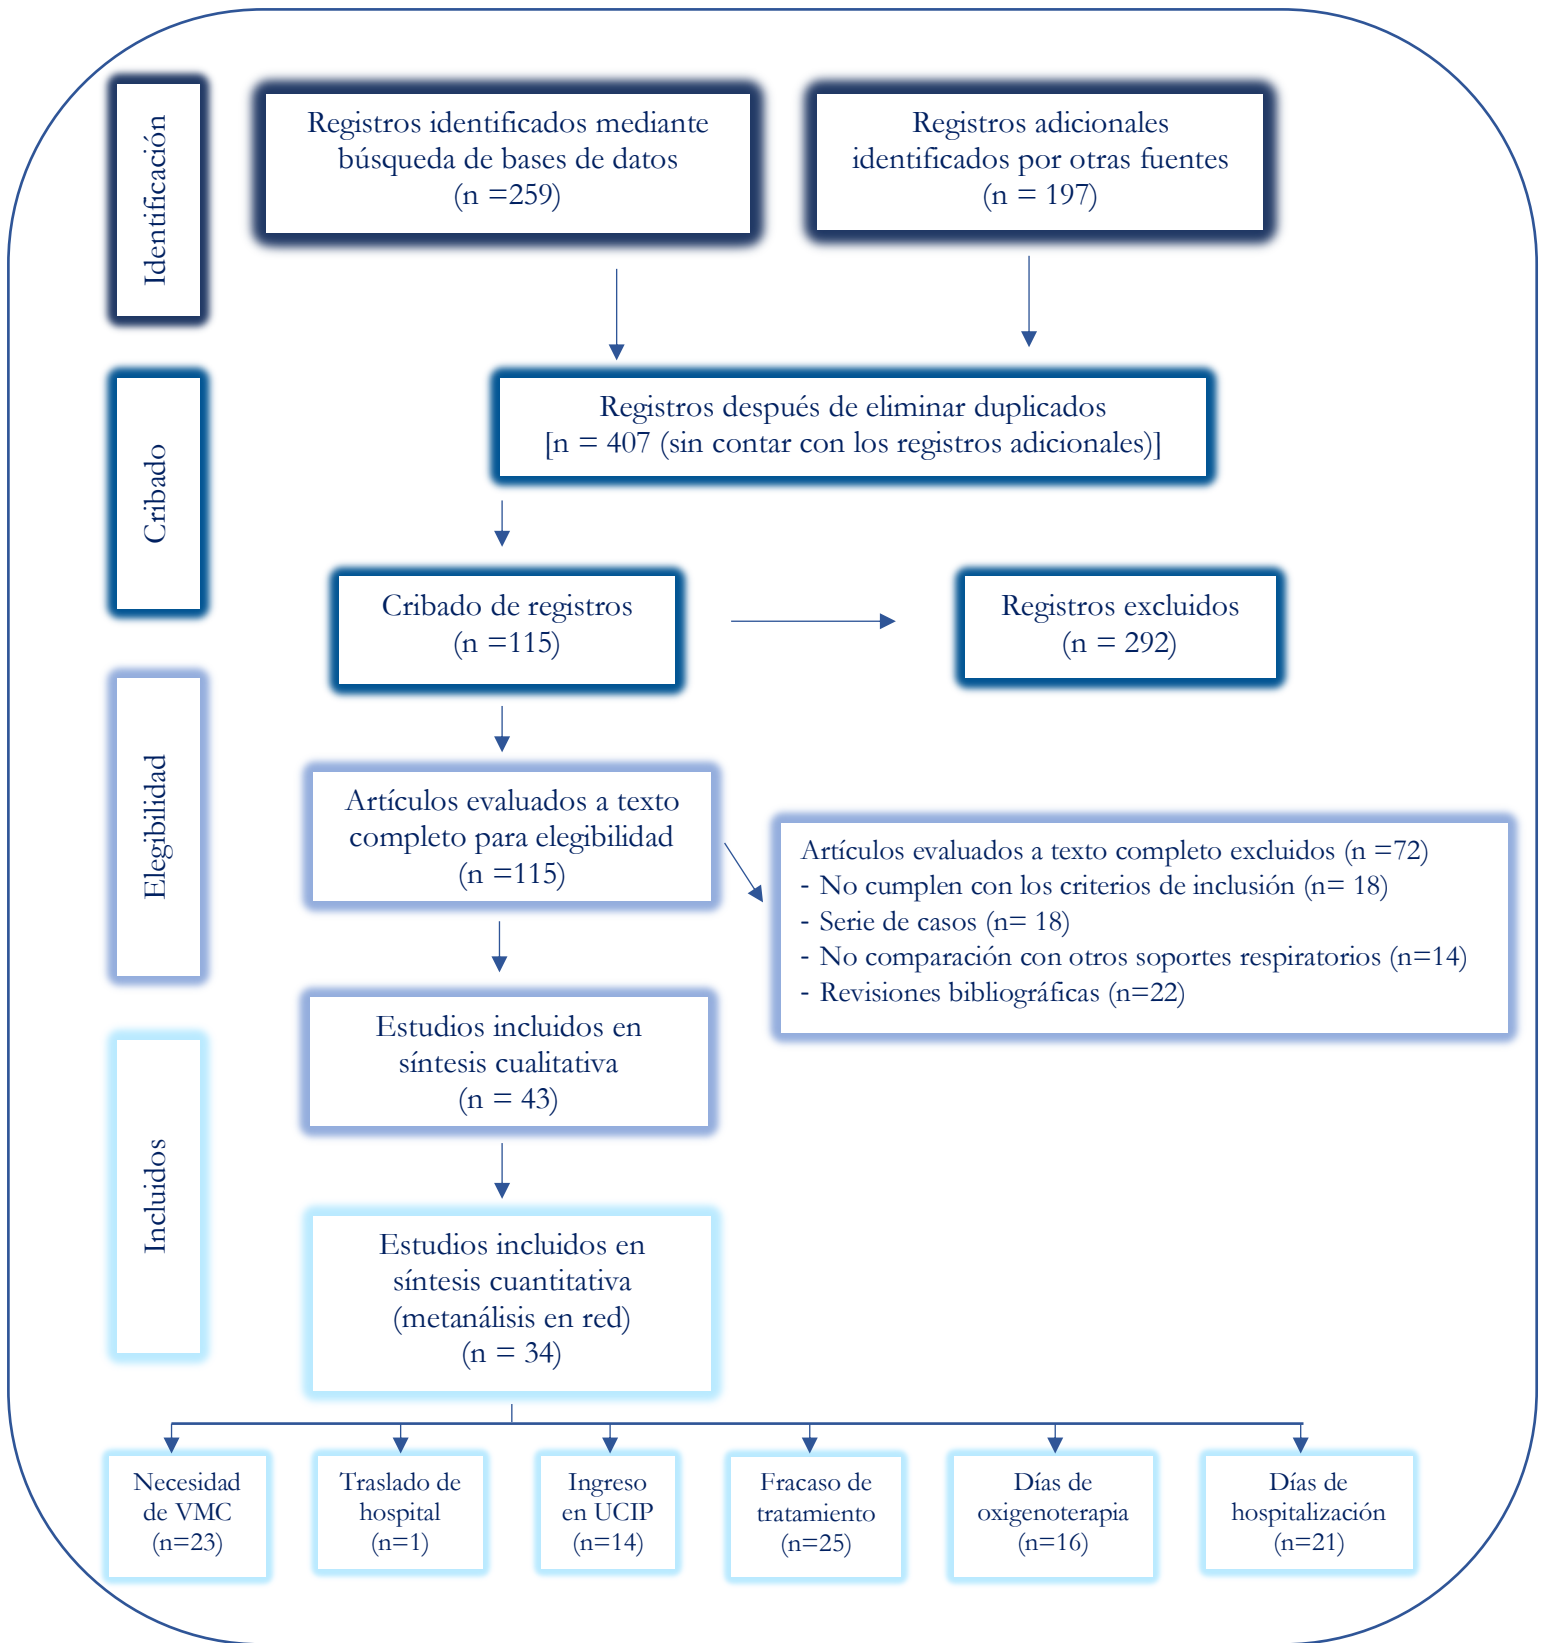 Identificación
Registros identificados mediante
búsqueda de bases de datos
(n =259)
Registros adicionales
identificados por otras fuentes
(n = 197)
Cribado
Registros después de eliminar duplicados
[n = 407 (sin contar con los registros adicionales)]
Cribado de registros
(n =115)
Registros excluidos
(n = 292)
Elegibilidad
Artículos evaluados a texto
completo para elegibilidad
(n =115)
Artículos evaluados a texto completo excluidos (n =72)
- No cumplen con los criterios de inclusión (n= 18)
- Serie de casos (n= 18)
- No comparación con otros soportes respiratorios (n=14)
- Revisiones bibliográficas (n=22)
Estudios incluidos en
síntesis cualitativa
(n = 43)
Incluidos
Estudios incluidos en
síntesis cuantitativa
(metanálisis en red)
(n = 34)
Necesidad
de VMC
(n=23)
Traslado de
hospital
(n=1)
Ingreso
en UCIP
(n=14)
Fracaso de
tratamiento
(n=25)
Días de
oxigenoterapia
(n=16)
Días de
hospitalización
(n=21)